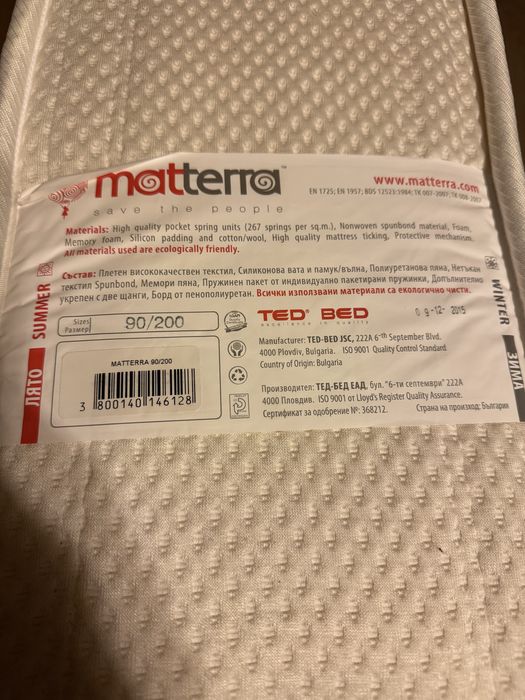 matterra™
save the people
www.matterra.com
EN 1725; EN 1957; BDS 12523:1984; TK 007-2007; TK 008-2007
Materials: High quality pocket spring units (267 springs per sq.m.), Nonwoven spunbond material, Foam,
Memory foam, Silicon padding and cotton/wool, High quality mattress ticking, Protective mechanism.
All materials used are ecologically friendly.
Състав: Плетен висококачествен текстил, Силиконова вата и памук/вълна, Полиуретанова пяна, Нетъкан
текстил Spunbond, Мемори пяна, Пружинен пакет от индивидуално пакетирани пружинки, Допълнително
укрепен с две щанги, Борд от пенополиуретан. Всички използвани материали са екологично чисти.
SUMMER
ЛЯТО
WINTER
ЗИМА
Sizes
Размер
90/200
MATTERRA 90/200
3 800140 146128
TED® BED
excellence in quality
09-12-2015
Manufacturer: TED-BED JSC, 222A 6-th September Blvd.
4000 Plovdiv, Bulgaria. ISO 9001 Quality Control Standard
Country of Origin: Bulgaria
Производител: ТЕД-БЕД ЕАД, бул. "6-ти септември" 222А
4000 Пловдив. ISO 9001 от Lloyd's Register Quality Assurance.
Сертификат за одобрение №: 368212.
Страна на произход: България